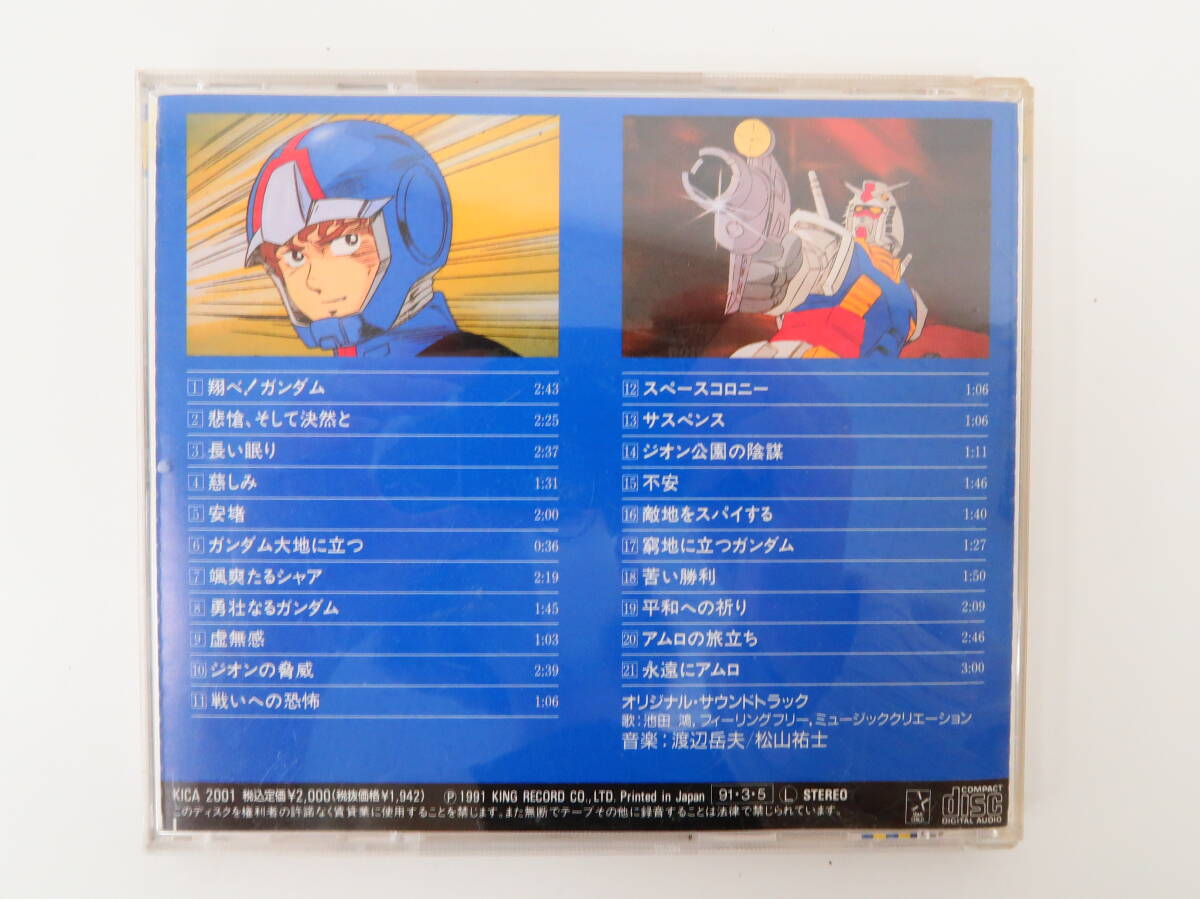 1 翔べ!ガンダム 2:43
2 悲愴、そして決然と 2:25
3 長い眠り 2:37
4 慈しみ 1:31
5 安堵 2:00
6 ガンダム大地に立つ 0:36
7 颯爽たるシャア 2:19
8 勇壮なるガンダム 1:45
9 虚無感 1:03
10 ジオンの脅威 2:39
11 戦いへの恐怖 1:06
12 スペースコロニー 1:06
13 サスペンス 1:06
14 ジオン公園の陰謀 1:11
15 不安 1:46
16 敵地をスパイする 1:40
17 窮地に立つガンダム 1:27
18 苦い勝利 1:50
19 平和への祈り 2:09
20 アムロの旅立ち 2:46
21 永遠にアムロ 3:00
オリジナル・サウンドトラック
歌:池田 鴻,フィーリングフリー,ミュージッククリエーション
音楽:渡辺岳夫/松山祐士
KICA 2001 税込定価¥2,000(税抜価格¥1,942) Ⓟ1991 KING RECORD CO.,LTD. Printed in Japan 91・3・5 Ⓛ STEREO
このディスクを権利者の許諾なく賃貸業に使用することを禁じます。また無断でテープその他に録音することは法律で禁じられています。
COMPACT
disc
DIGITAL AUDIO